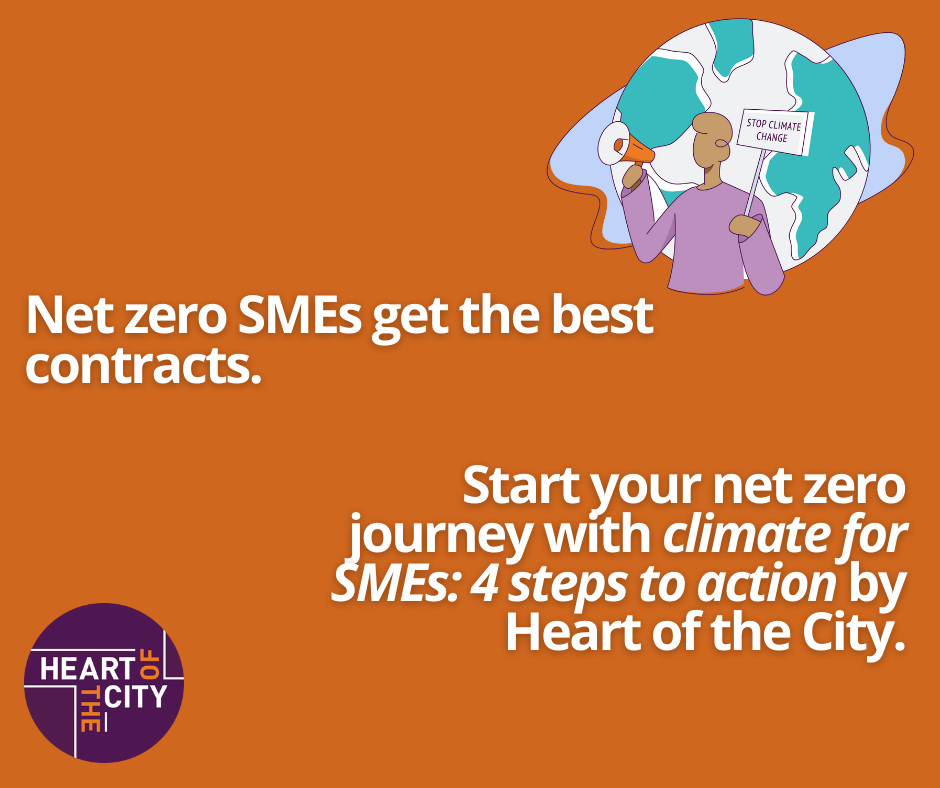 STOP CLIMATE
CHANGE
Net zero SMEs get the best
contracts.
Start your net zero
journey with climate for
SMEs: 4 steps to action by
Heart of the City.
HEART OF
THE CITY